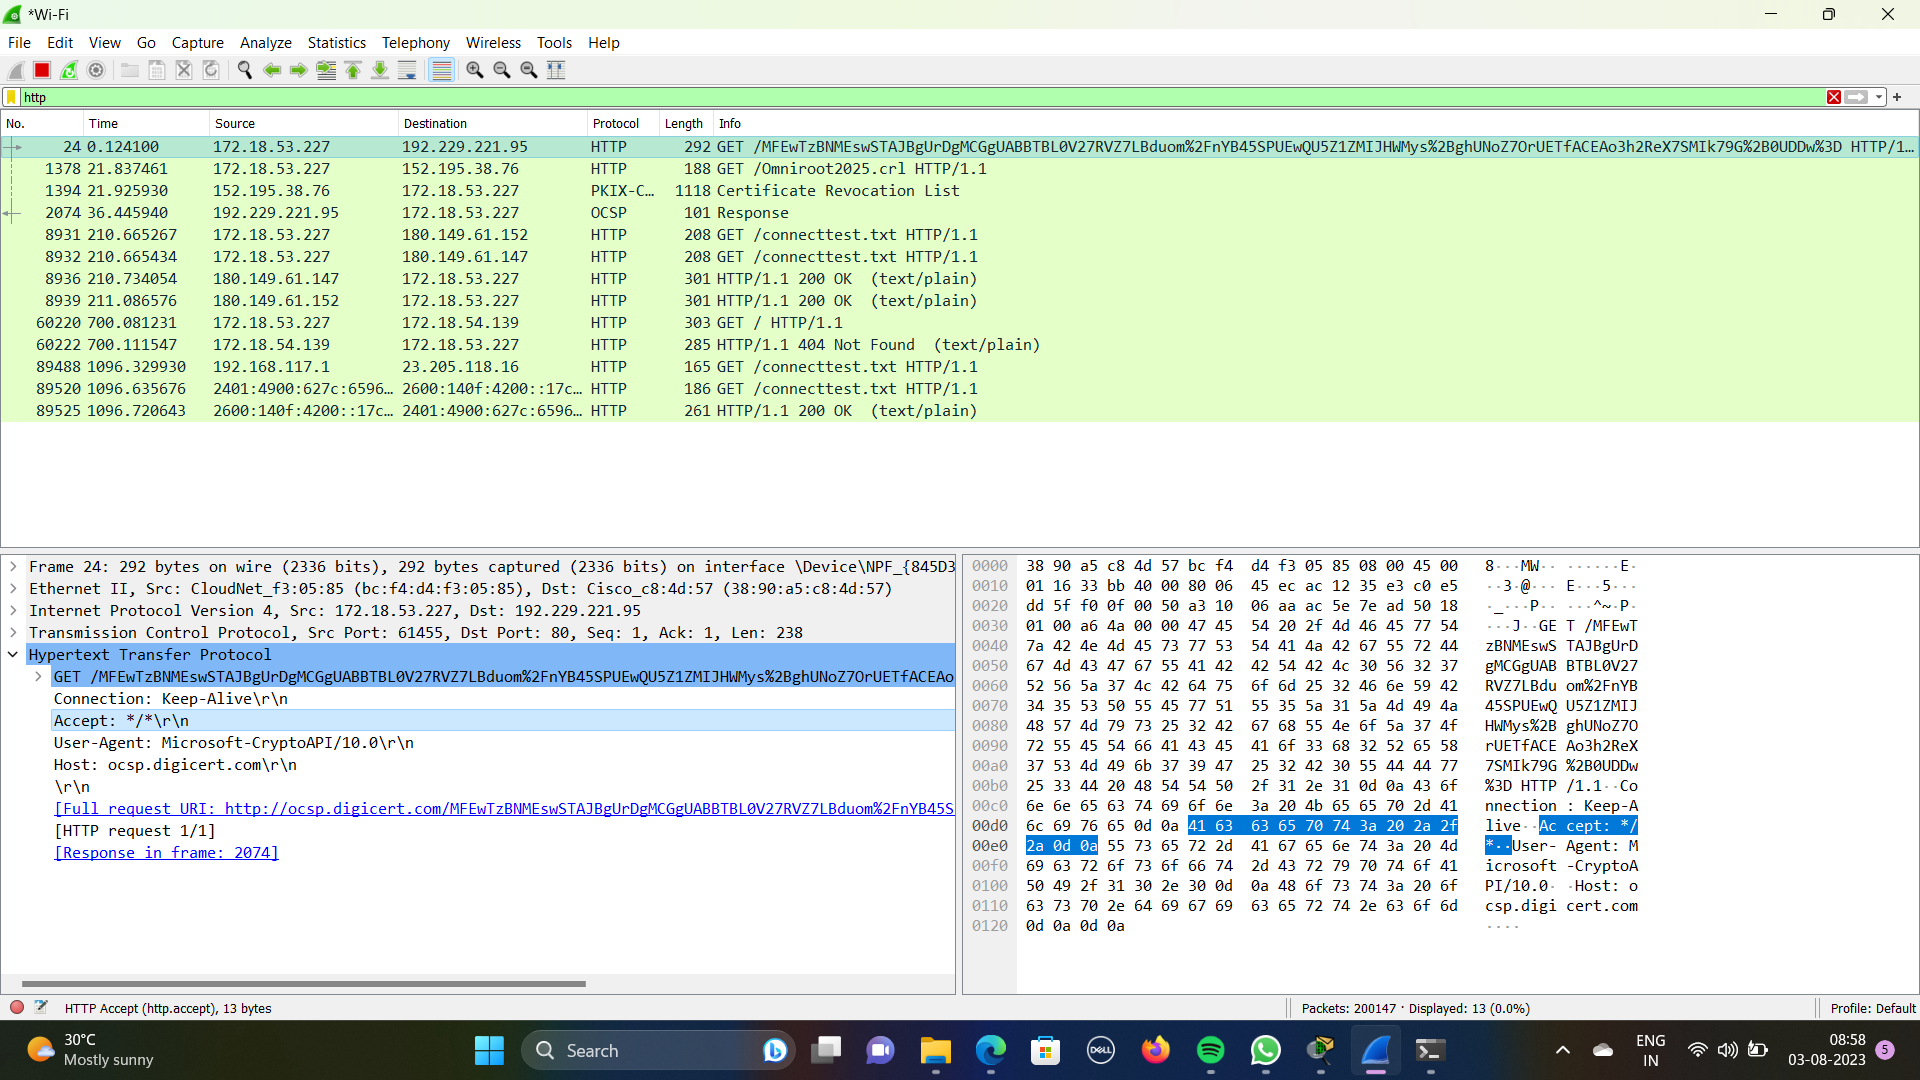 *Wi-Fi
File Edit View Go Capture Analyze Statistics Telephony Wireless Tools Help
http
No. Time Source Destination Protocol Length Info
24 0.124100 172.18.53.227 192.229.221.95 HTTP 292 GET /MFEwTzBNMEswSTAJBgUrDgMCGgUABBTBL0V27RVZ7LBduom%2FnYB45SPUEwQU5Z1ZMIJHWMys%2BghUNoZ7OrUETfACEAo3h2ReX7SMIk79G%2B0UDDw%3D HTTP/1...
1378 21.837461 172.18.53.227 152.195.38.76 HTTP 188 GET /Omniroot2025.crl HTTP/1.1
1394 21.925930 152.195.38.76 172.18.53.227 PKIX-C... 1118 Certificate Revocation List
2074 36.445940 192.229.221.95 172.18.53.227 OCSP 101 Response
8931 210.665267 172.18.53.227 180.149.61.152 HTTP 208 GET /connecttest.txt HTTP/1.1
8932 210.665434 172.18.53.227 180.149.61.147 HTTP 208 GET /connecttest.txt HTTP/1.1
8936 210.734054 180.149.61.147 172.18.53.227 HTTP 301 HTTP/1.1 200 OK (text/plain)
8939 211.086576 180.149.61.152 172.18.53.227 HTTP 301 HTTP/1.1 200 OK (text/plain)
60220 700.081231 172.18.53.227 172.18.54.139 HTTP 303 GET / HTTP/1.1
60222 700.111547 172.18.54.139 172.18.53.227 HTTP 285 HTTP/1.1 404 Not Found (text/plain)
89488 1096.329930 192.168.117.1 23.205.118.16 HTTP 165 GET /connecttest.txt HTTP/1.1
89520 1096.635676 2401:4900:627c:6596... 2600:140f:4200::17c... HTTP 186 GET /connecttest.txt HTTP/1.1
89525 1096.720643 2600:140f:4200::17c... 2401:4900:627c:6596... HTTP 261 HTTP/1.1 200 OK (text/plain)
Frame 24: 292 bytes on wire (2336 bits), 292 bytes captured (2336 bits) on interface \Device\NPF_{845D3
Ethernet II, Src: CloudNet_f3:05:85 (bc:f4:d4:f3:05:85), Dst: Cisco_c8:4d:57 (38:90:a5:c8:4d:57)
Internet Protocol Version 4, Src: 172.18.53.227, Dst: 192.229.221.95
Transmission Control Protocol, Src Port: 61455, Dst Port: 80, Seq: 1, Ack: 1, Len: 238
Hypertext Transfer Protocol
GET /MFEwTzBNMEswSTAJBgUrDgMCGgUABBTBL0V27RVZ7LBduom%2FnYB45SPUEwQU5Z1ZMIJHWMys%2BghUNoZ7OrUETfACEAo
Connection: Keep-Alive\r\n
Accept: */*\r\n
User-Agent: Microsoft-CryptoAPI/10.0\r\n
Host: ocsp.digicert.com\r\n
\r\n
[Full request URI: http://ocsp.digicert.com/MFEwTzBNMEswSTAJBgUrDgMCGgUABBTBL0V27RVZ7LBduom%2FnYB45S
[HTTP request 1/1]
[Response in frame: 2074]
0000 38 90 a5 c8 4d 57 bc f4 d4 f3 05 85 08 00 45 00 8···MW·· ······E·
0010 01 16 33 bb 40 00 80 06 45 ec ac 12 35 e3 c0 e5 ··3·@··· E···5···
0020 dd 5f f0 0f 00 50 a3 10 06 aa ac 5e 7e ad 50 18 ·_···P·· ···^~·P·
0030 01 00 a6 4a 00 00 47 45 54 20 2f 4d 46 45 77 54 ···J··GE T /MFEwT
0040 7a 42 4e 4d 45 73 77 53 54 41 4a 42 67 55 72 44 zBNMEswS TAJBgUrD
0050 67 4d 43 47 67 55 41 42 42 54 42 4c 30 56 32 37 gMCGgUAB BTBL0V27
0060 52 56 5a 37 4c 42 64 75 6f 6d 25 32 46 6e 59 42 RVZ7LBdu om%2FnYB
0070 34 35 53 50 55 45 77 51 55 35 5a 31 5a 4d 49 4a 45SPUEwQ U5Z1ZMIJ
0080 48 57 4d 79 73 25 32 42 67 68 55 4e 6f 5a 37 4f HWMys%2B ghUNoZ7O
0090 72 55 45 54 66 41 43 45 41 6f 33 68 32 52 65 58 rUETfACE Ao3h2ReX
00a0 37 53 4d 49 6b 37 39 47 25 32 42 30 55 44 44 77 7SMIk79G %2B0UDDw
00b0 25 33 44 20 48 54 54 50 2f 31 2e 31 0d 0a 43 6f %3D HTTP /1.1··Co
00c0 6e 6e 65 63 74 69 6f 6e 3a 20 4b 65 65 70 2d 41 nnection : Keep-A
00d0 6c 69 76 65 0d 0a 41 63 63 65 70 74 3a 20 2a 2f live··Ac cept: */
00e0 2a 0d 0a 55 73 65 72 2d 41 67 65 6e 74 3a 20 4d *··User- Agent: M
00f0 69 63 72 6f 73 6f 66 74 2d 43 72 79 70 74 6f 41 icrosoft -CryptoA
0100 50 49 2f 31 30 2e 30 0d 0a 48 6f 73 74 3a 20 6f PI/10.0· ·Host: o
0110 63 73 70 2e 64 69 67 69 63 65 72 74 2e 63 6f 6d csp.digi cert.com
0120 0d 0a 0d 0a ····
HTTP Accept (http.accept), 13 bytes Packets: 200147 · Displayed: 13 (0.0%) Profile: Default
30°C
Mostly sunny
Search
DELL
ENG
IN
08:58
03-08-2023
5